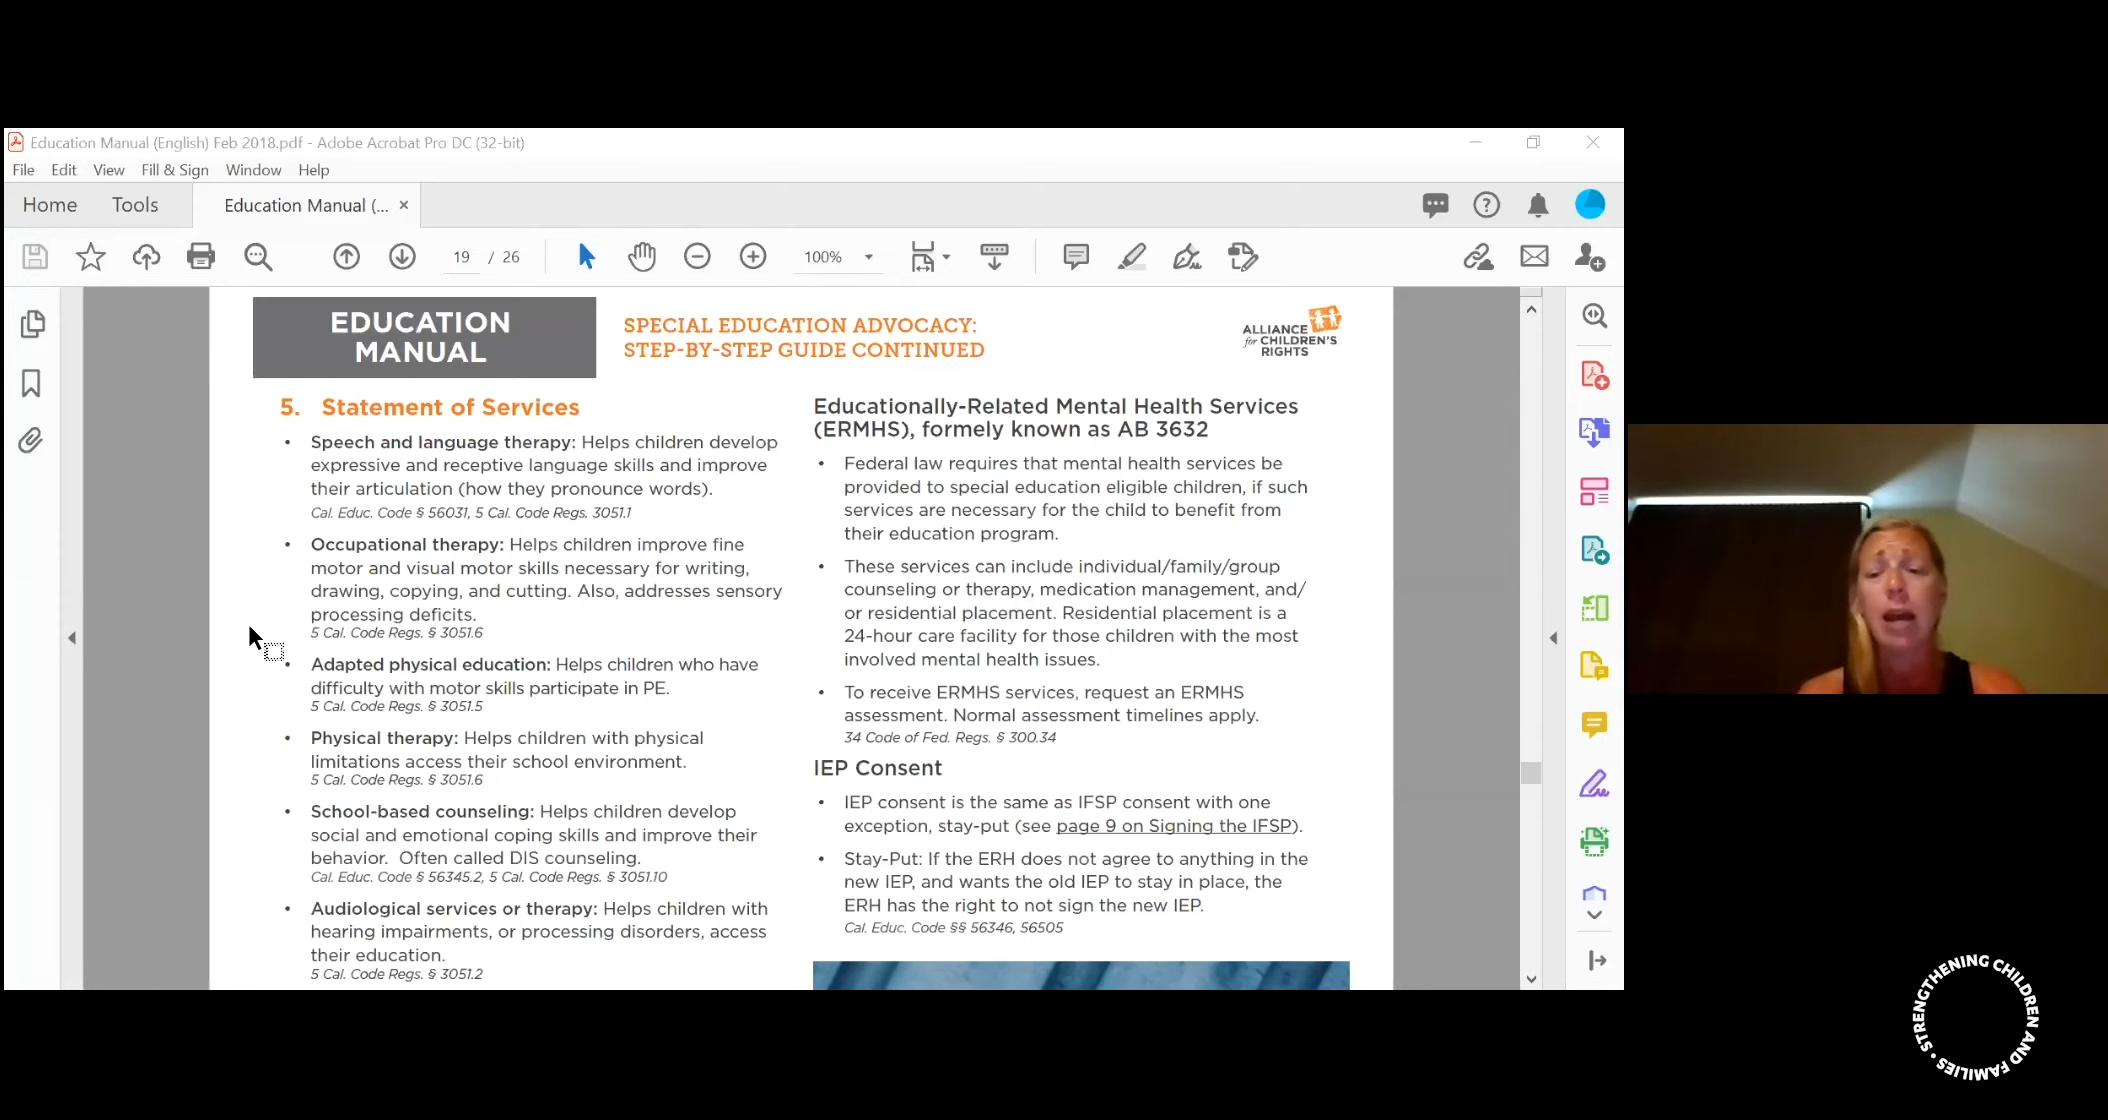 Education Manual (English) Feb 2018.pdf - Adobe Acrobat Pro DC (32-bit)
File Edit View Fill & Sign Window Help
Home Tools Education Manual (... ×
19 / 26 100%
EDUCATION
MANUAL
SPECIAL EDUCATION ADVOCACY:
STEP-BY-STEP GUIDE CONTINUED
ALLIANCE
for CHILDREN'S
RIGHTS
5. Statement of Services
• Speech and language therapy: Helps children develop
expressive and receptive language skills and improve
their articulation (how they pronounce words).
Cal. Educ. Code § 56031, 5 Cal. Code Regs. 3051.1
• Occupational therapy: Helps children improve fine
motor and visual motor skills necessary for writing,
drawing, copying, and cutting. Also, addresses sensory
processing deficits.
5 Cal. Code Regs. § 3051.6
• Adapted physical education: Helps children who have
difficulty with motor skills participate in PE.
5 Cal. Code Regs. § 3051.5
• Physical therapy: Helps children with physical
limitations access their school environment.
5 Cal. Code Regs. § 3051.6
• School-based counseling: Helps children develop
social and emotional coping skills and improve their
behavior. Often called DIS counseling.
Cal. Educ. Code § 56345.2, 5 Cal. Code Regs. § 3051.10
• Audiological services or therapy: Helps children with
hearing impairments, or processing disorders, access
their education.
5 Cal. Code Regs. § 3051.2
Educationally-Related Mental Health Services
(ERMHS), formely known as AB 3632
• Federal law requires that mental health services be
provided to special education eligible children, if such
services are necessary for the child to benefit from
their education program.
• These services can include individual/family/group
counseling or therapy, medication management, and/
or residential placement. Residential placement is a
24-hour care facility for those children with the most
involved mental health issues.
• To receive ERMHS services, request an ERMHS
assessment. Normal assessment timelines apply.
34 Code of Fed. Regs. § 300.34
IEP Consent
• IEP consent is the same as IFSP consent with one
exception, stay-put (see page 9 on Signing the IFSP).
• Stay-Put: If the ERH does not agree to anything in the
new IEP, and wants the old IEP to stay in place, the
ERH has the right to not sign the new IEP.
Cal. Educ. Code §§ 56346, 56505
STRENGTHENING CHILDREN AND FAMILIES •